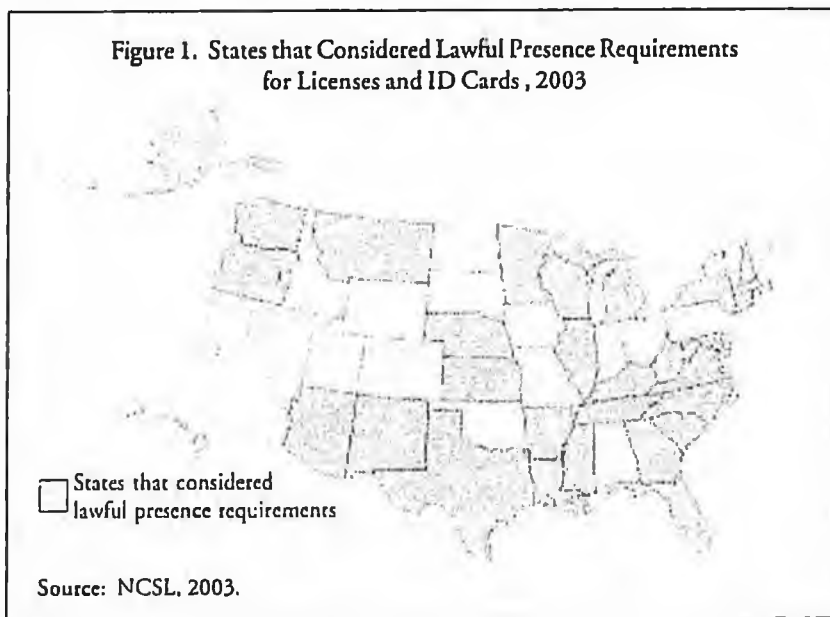 Figure 1. States that Considered Lawful Presence Requirements
for Licenses and ID Cards , 2003
States that considered
lawful presence requirements
Source: NCSL, 2003.